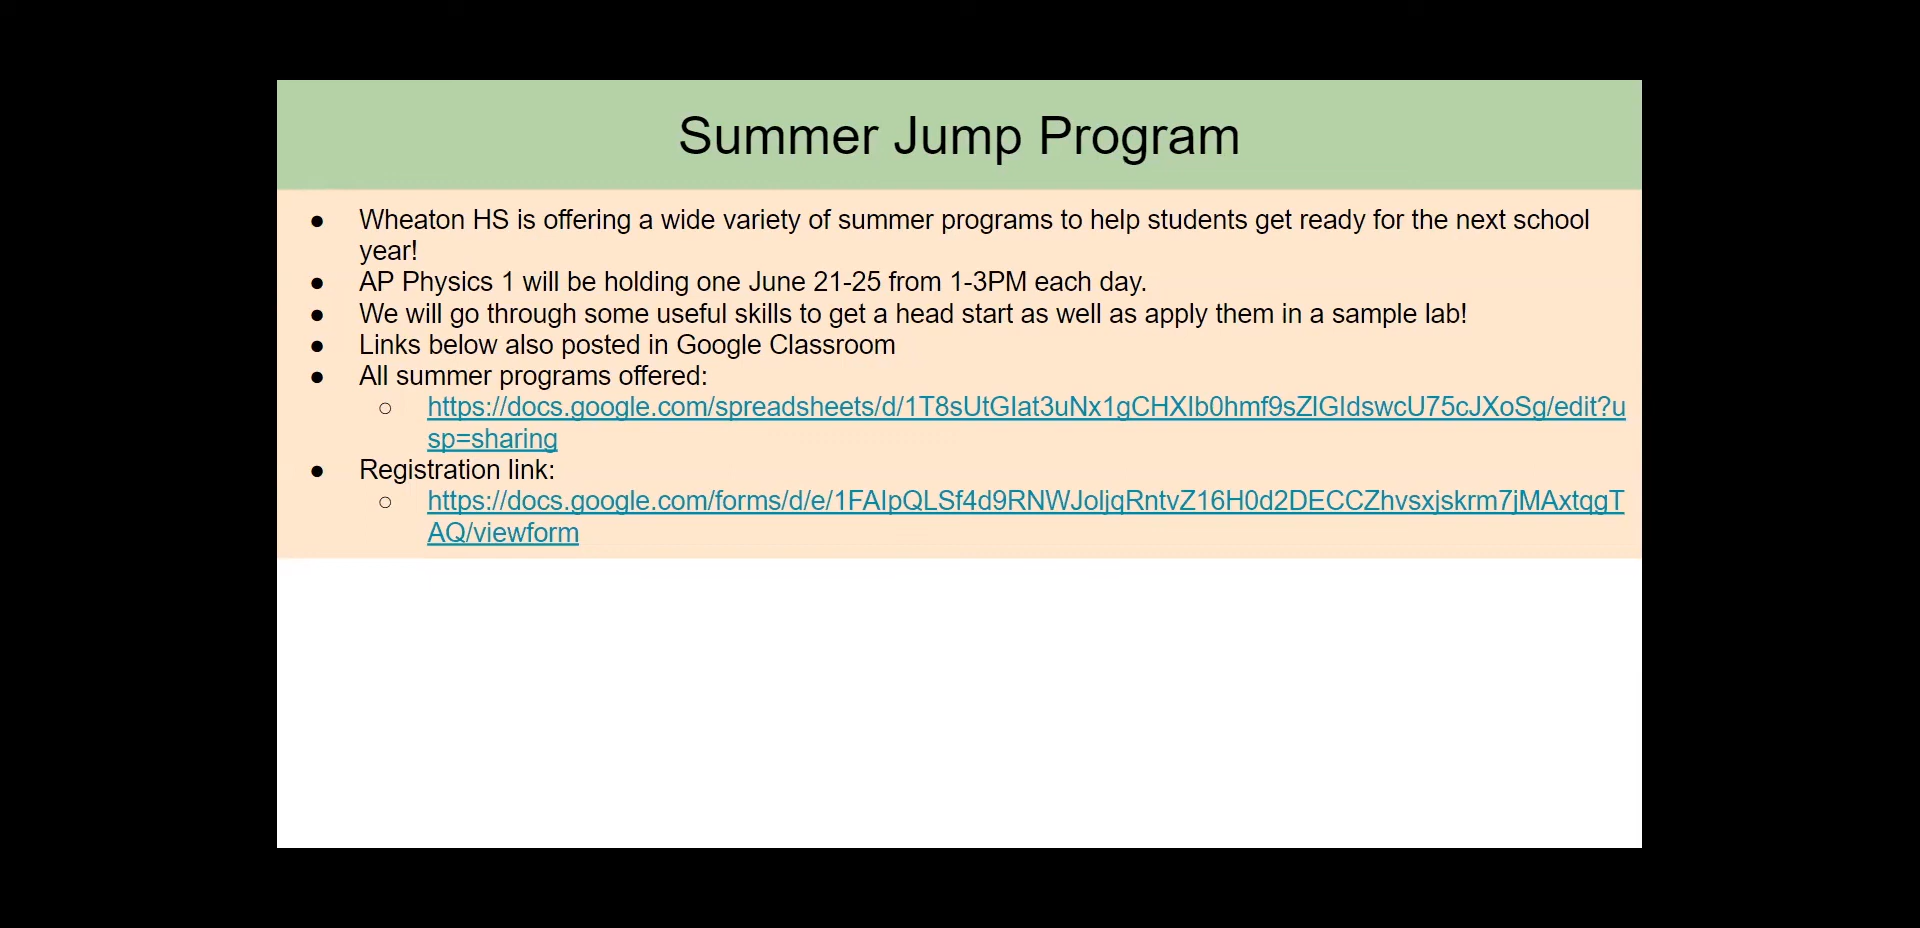 Summer Jump Program
● Wheaton HS is offering a wide variety of summer programs to help students get ready for the next school
year!
● AP Physics 1 will be holding one June 21-25 from 1-3PM each day.
● We will go through some useful skills to get a head start as well as apply them in a sample lab!
● Links below also posted in Google Classroom
● All summer programs offered:
○ https://docs.google.com/spreadsheets/d/1T8sUtGIat3uNx1gCHXIb0hmf9sZlGIdswcU75cJXoSg/edit?u
sp=sharing
● Registration link:
○ https://docs.google.com/forms/d/e/1FAIpQLSf4d9RNWJoljqRntvZ16H0d2DECCZhvsxjskrm7jMAxtqgT
AQ/viewform